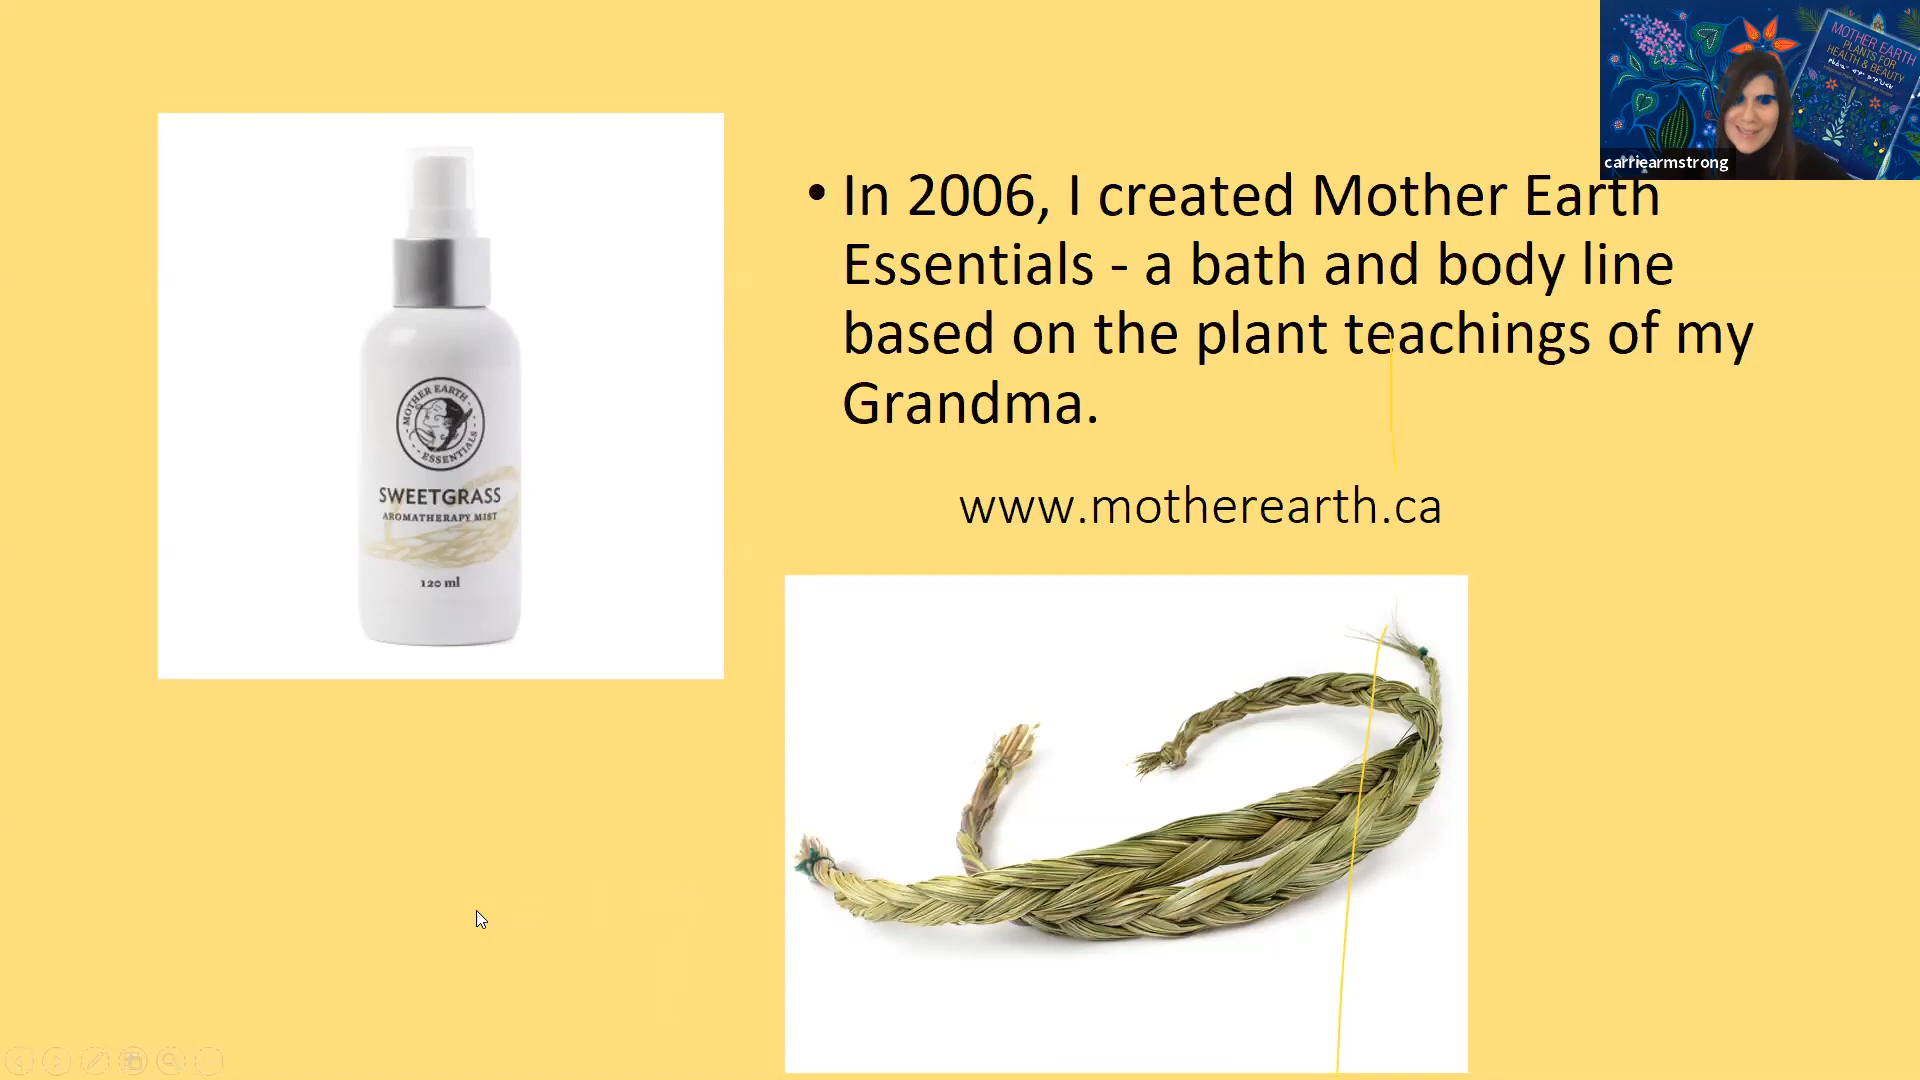 MOTHER EARTH
PLANTS FOR
HEALTH & BEAUTY
carriearmstrong
• In 2006, I created Mother Earth
Essentials - a bath and body line
based on the plant teachings of my
Grandma.
www.motherearth.ca
MOTHER EARTH
ESSENTIALS
SWEETGRASS
AROMATHERAPY MIST
120 ml